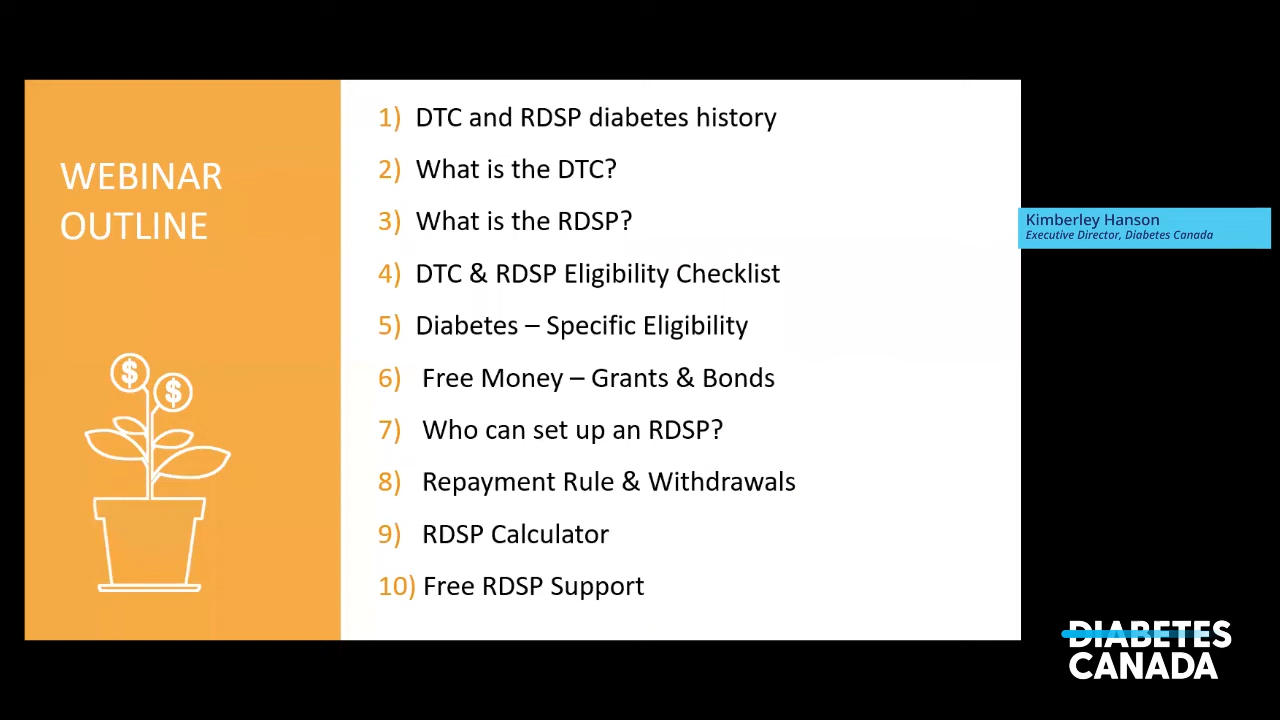 WEBINAR
OUTLINE
1) DTC and RDSP diabetes history
2) What is the DTC?
3) What is the RDSP?
4) DTC & RDSP Eligibility Checklist
5) Diabetes – Specific Eligibility
6) Free Money – Grants & Bonds
7) Who can set up an RDSP?
8) Repayment Rule & Withdrawals
9) RDSP Calculator
10) Free RDSP Support
$
$
Kimberley Hanson
Executive Director, Diabetes Canada
DIABETES
CANADA